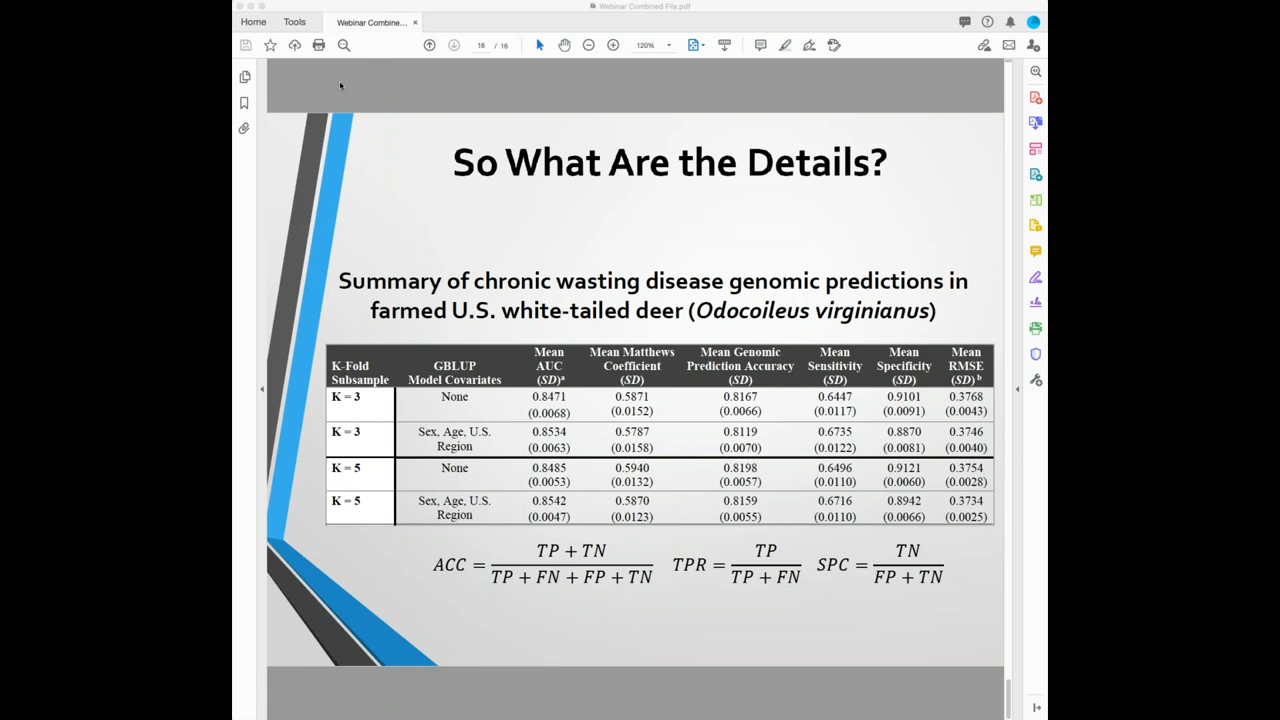 Webinar Combined File.pdf
Home Tools Webinar Combine... ×
16 / 16 120%
So What Are the Details?
Summary of chronic wasting disease genomic predictions in
farmed U.S. white-tailed deer (Odocoileus virginianus)
K-Fold Subsample GBLUP Model Covariates Mean AUC (SD)a Mean Matthews Coefficient (SD) Mean Genomic Prediction Accuracy (SD) Mean Sensitivity (SD) Mean Specificity (SD) Mean RMSE (SD) b
K = 3 None 0.8471 0.5871 0.8167 0.6447 0.9101 0.3768
(0.0068) (0.0152) (0.0066) (0.0117) (0.0091) (0.0043)
K = 3 Sex, Age, U.S. 0.8534 0.5787 0.8119 0.6735 0.8870 0.3746
Region (0.0063) (0.0158) (0.0070) (0.0122) (0.0081) (0.0040)
K = 5 None 0.8485 0.5940 0.8198 0.6496 0.9121 0.3754
(0.0053) (0.0132) (0.0057) (0.0110) (0.0060) (0.0028)
K = 5 Sex, Age, U.S. 0.8542 0.5870 0.8159 0.6716 0.8942 0.3734
Region (0.0047) (0.0123) (0.0055) (0.0110) (0.0066) (0.0025)
TP + TN TP TN
ACC = TPR = SPC =
TP + FN + FP + TN TP + FN FP + TN